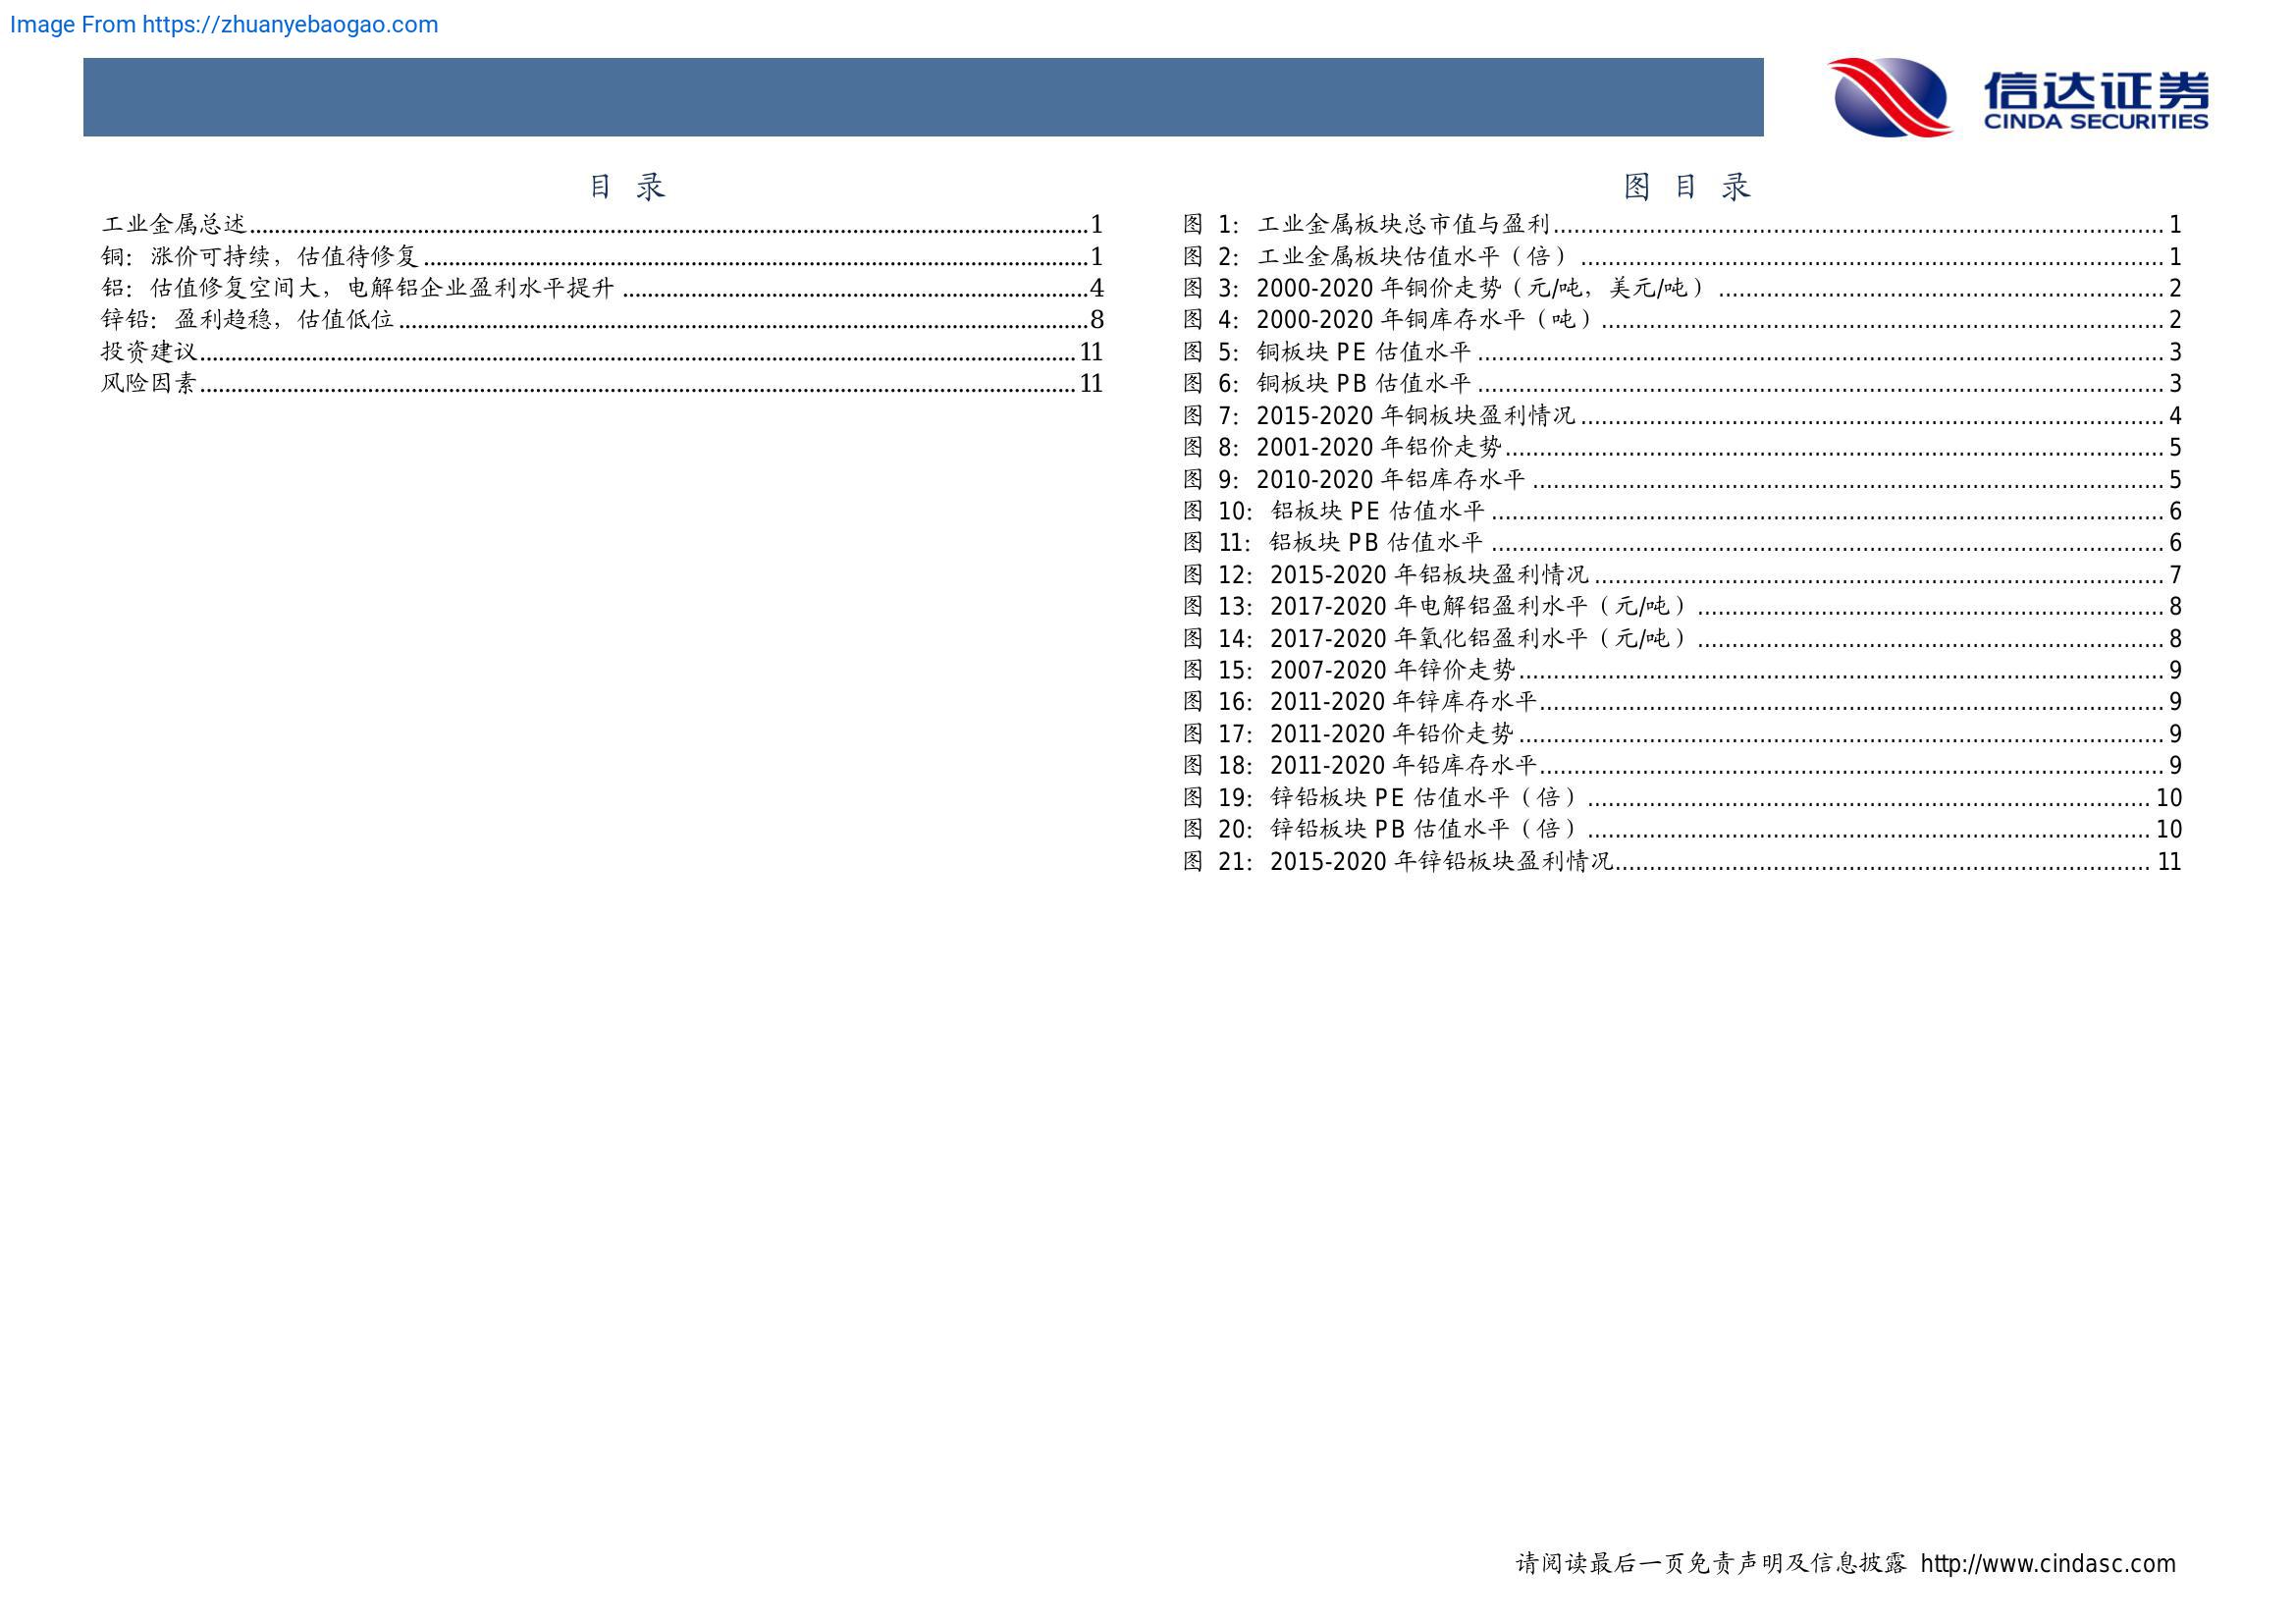 Image From https://zhuanyebaogao.com
信达证券
CINDA SECURITIES
目 录
工业金属总述........................................1
铜：涨价可持续，估值待修复........................................1
铝：估值修复空间大，电解铝企业盈利水平提升........................................4
锌铅：盈利趋稳，估值低位........................................8
投资建议........................................11
风险因素........................................11
图 目 录
图 1：工业金属板块总市值与盈利........................................1
图 2：工业金属板块估值水平（倍）........................................1
图 3：2000-2020 年铜价走势（元/吨，美元/吨）........................................2
图 4：2000-2020 年铜库存水平（吨）........................................2
图 5：铜板块 PE 估值水平........................................3
图 6：铜板块 PB 估值水平........................................3
图 7：2015-2020 年铜板块盈利情况........................................4
图 8：2001-2020 年铝价走势........................................5
图 9：2010-2020 年铝库存水平........................................5
图 10：铝板块 PE 估值水平........................................6
图 11：铝板块 PB 估值水平........................................6
图 12：2015-2020 年铝板块盈利情况........................................7
图 13：2017-2020 年电解铝盈利水平（元/吨）........................................8
图 14：2017-2020 年氧化铝盈利水平（元/吨）........................................8
图 15：2007-2020 年锌价走势........................................9
图 16：2011-2020 年锌库存水平........................................9
图 17：2011-2020 年铅价走势........................................9
图 18：2011-2020 年铅库存水平........................................9
图 19：锌铅板块 PE 估值水平（倍）........................................10
图 20：锌铅板块 PB 估值水平（倍）........................................10
图 21：2015-2020 年锌铅板块盈利情况........................................11
请阅读最后一页免责声明及信息披露 http://www.cindasc.com